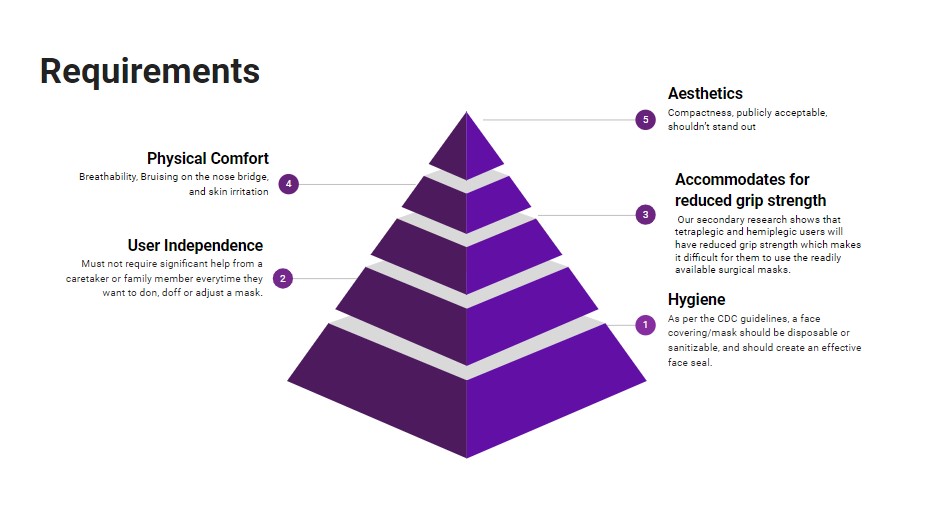 Requirements
Aesthetics
Compactness, publicly acceptable,
shouldn't stand out
5
Physical Comfort
Breathability, Bruising on the nose bridge,
and skin irritation
4
Accommodates for
reduced grip strength
Our secondary research shows that
tetraplegic and hemiplegic users will
have reduced grip strength which makes
it difficult for them to use the readily
available surgical masks.
3
User Independence
Must not require significant help from a
caretaker or family member everytime they
want to don, doff or adjust a mask.
2
Hygiene
As per the CDC guidelines, a face
covering/mask should be disposable or
sanitizable, and should create an effective
face seal.
1